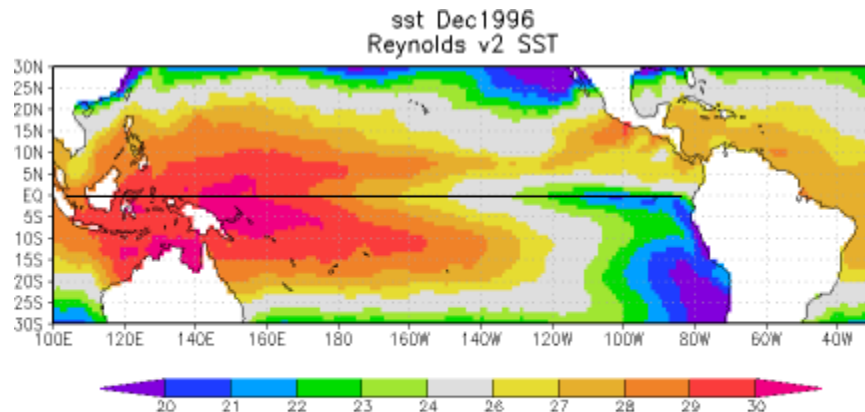 sst Dec1996
Reynolds v2 SST
30N
25N
20N
15N
10N
5N
EQ
5S
10S
15S
20S
25S
30S
100E 120E 140E 160E 180 160W 140W 120W 100W 80W 60W 40W
20 21 22 23 24 26 27 28 29 30